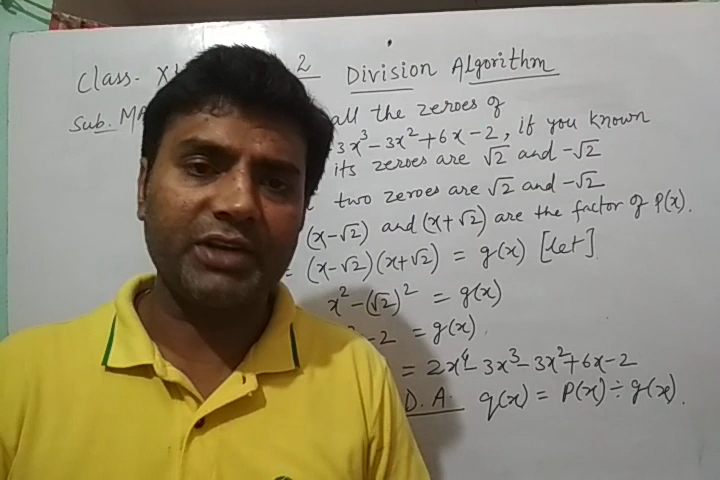 Class- X 2 Division Algorithm
Sub. MA all the zeroes of
3x³-3x²+6x-2, if you known
its zeroes are √2 and -√2
two zeroes are √2 and -√2
(x-√2) and (x+√2) are the factor of P(x).
= (x-√2)(x+√2) = g(x) [let]
x²-(√2)² = g(x)
-2 = g(x).
= 2x⁴-3x³-3x²+6x-2
D. A. q(x) = P(x) ÷ g(x).